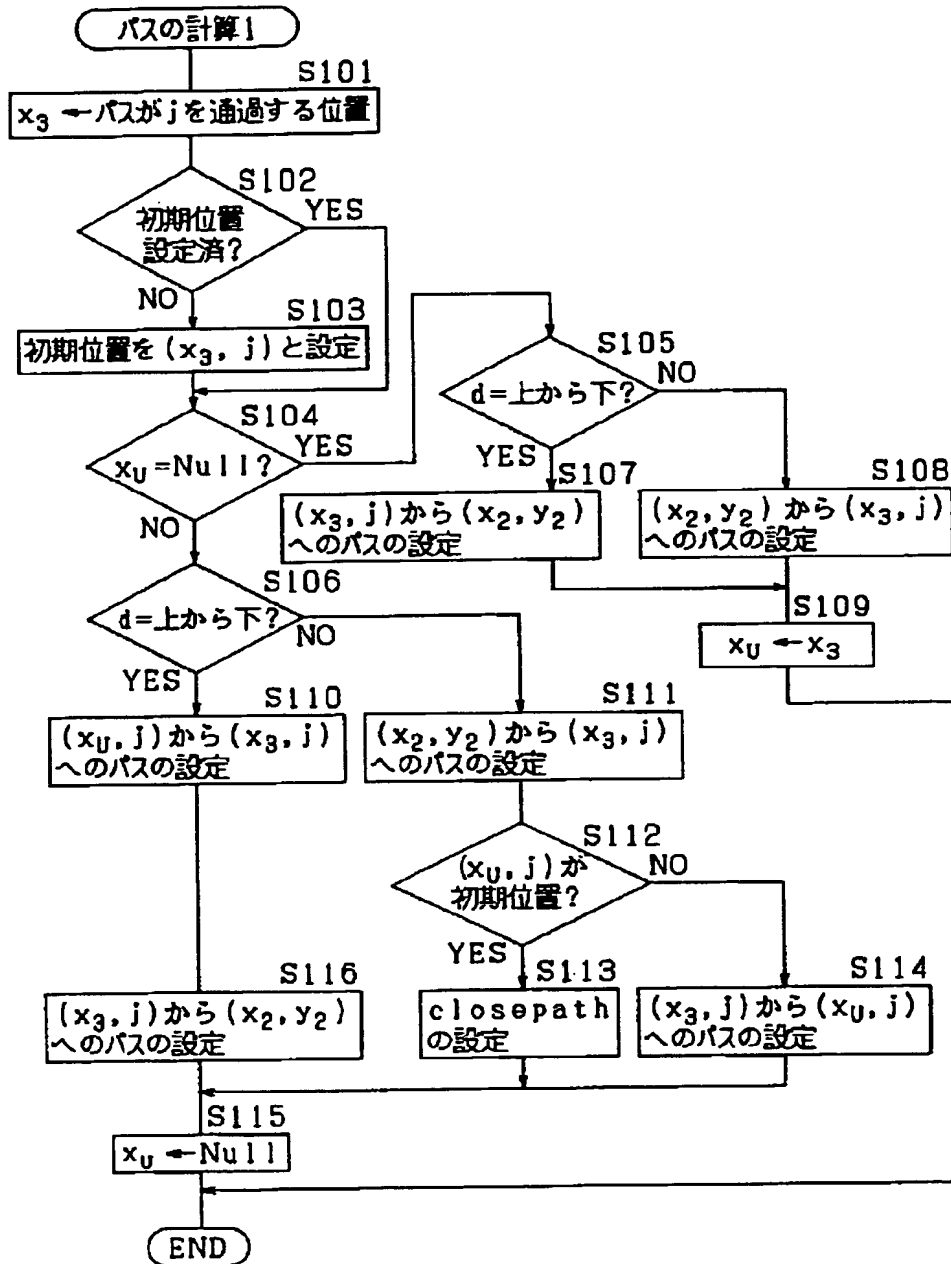 パスの計算1
S101
x3 ←パスがjを通過する位置
S102
初期位置
設定済?
YES
NO
S103
初期位置を(x3, j)と設定
S104
xU=Null?
YES
NO
S105
d=上から下?
NO
YES
S107
(x3, j)から(x2, y2)
へのパスの設定
S108
(x2, y2)から(x3, j)
へのパスの設定
S109
xU ←x3
S106
d=上から下?
NO
YES
S110
(xU, j)から(x3, j)
へのパスの設定
S111
(x2, y2)から(x3, j)
へのパスの設定
S112
(xU, j)が
初期位置?
NO
YES
S113
closepath
の設定
S114
(x3, j)から(xU, j)
へのパスの設定
S116
(x3, j)から(x2, y2)
へのパスの設定
S115
xU ←Null
END